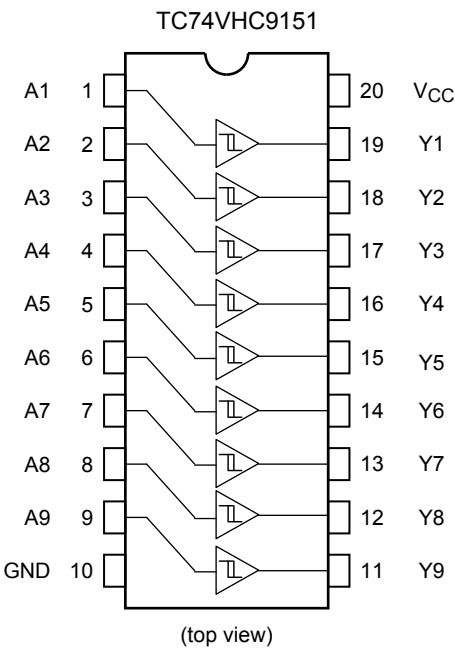 TC74VHC9151
A1 1 20 VCC
A2 2 19 Y1
A3 3 18 Y2
A4 4 17 Y3
A5 5 16 Y4
A6 6 15 Y5
A7 7 14 Y6
A8 8 13 Y7
A9 9 12 Y8
GND 10 11 Y9
(top view)